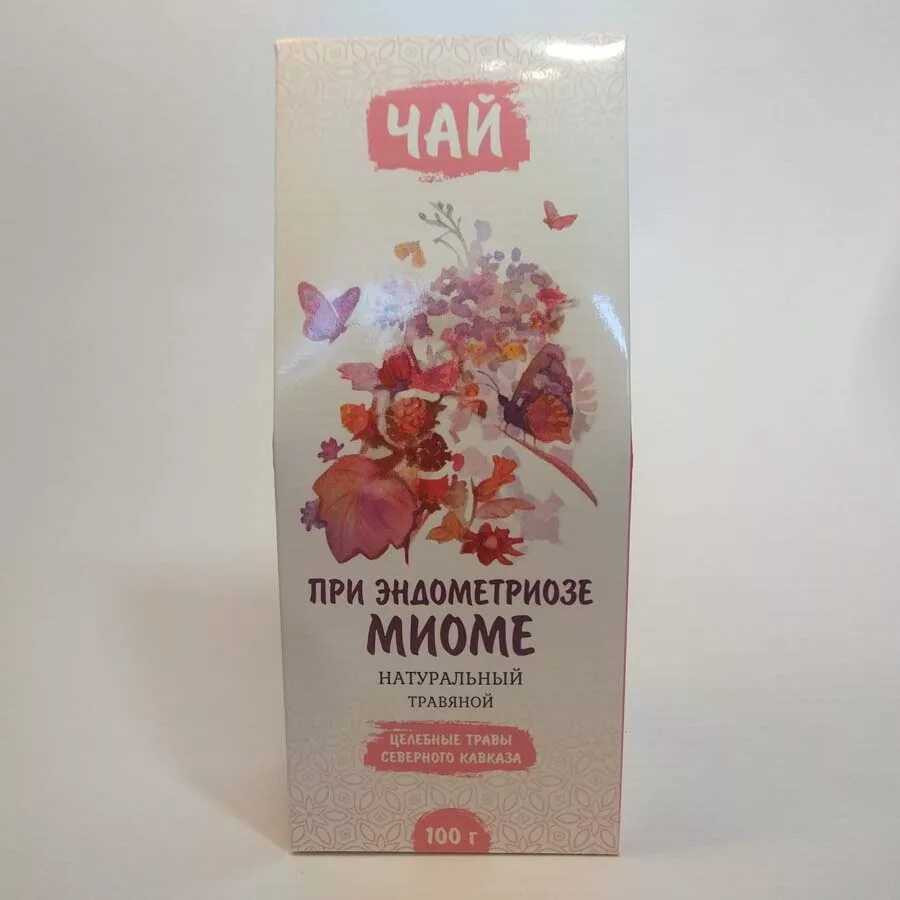 ЧАЙ
ПРИ ЭНДОМЕТРИОЗЕ
МИОМЕ
НАТУРАЛЬНЫЙ
ТРАВЯНОЙ
ЦЕЛЕБНЫЕ ТРАВЫ
СЕВЕРНОГО КАВКАЗА
100 г